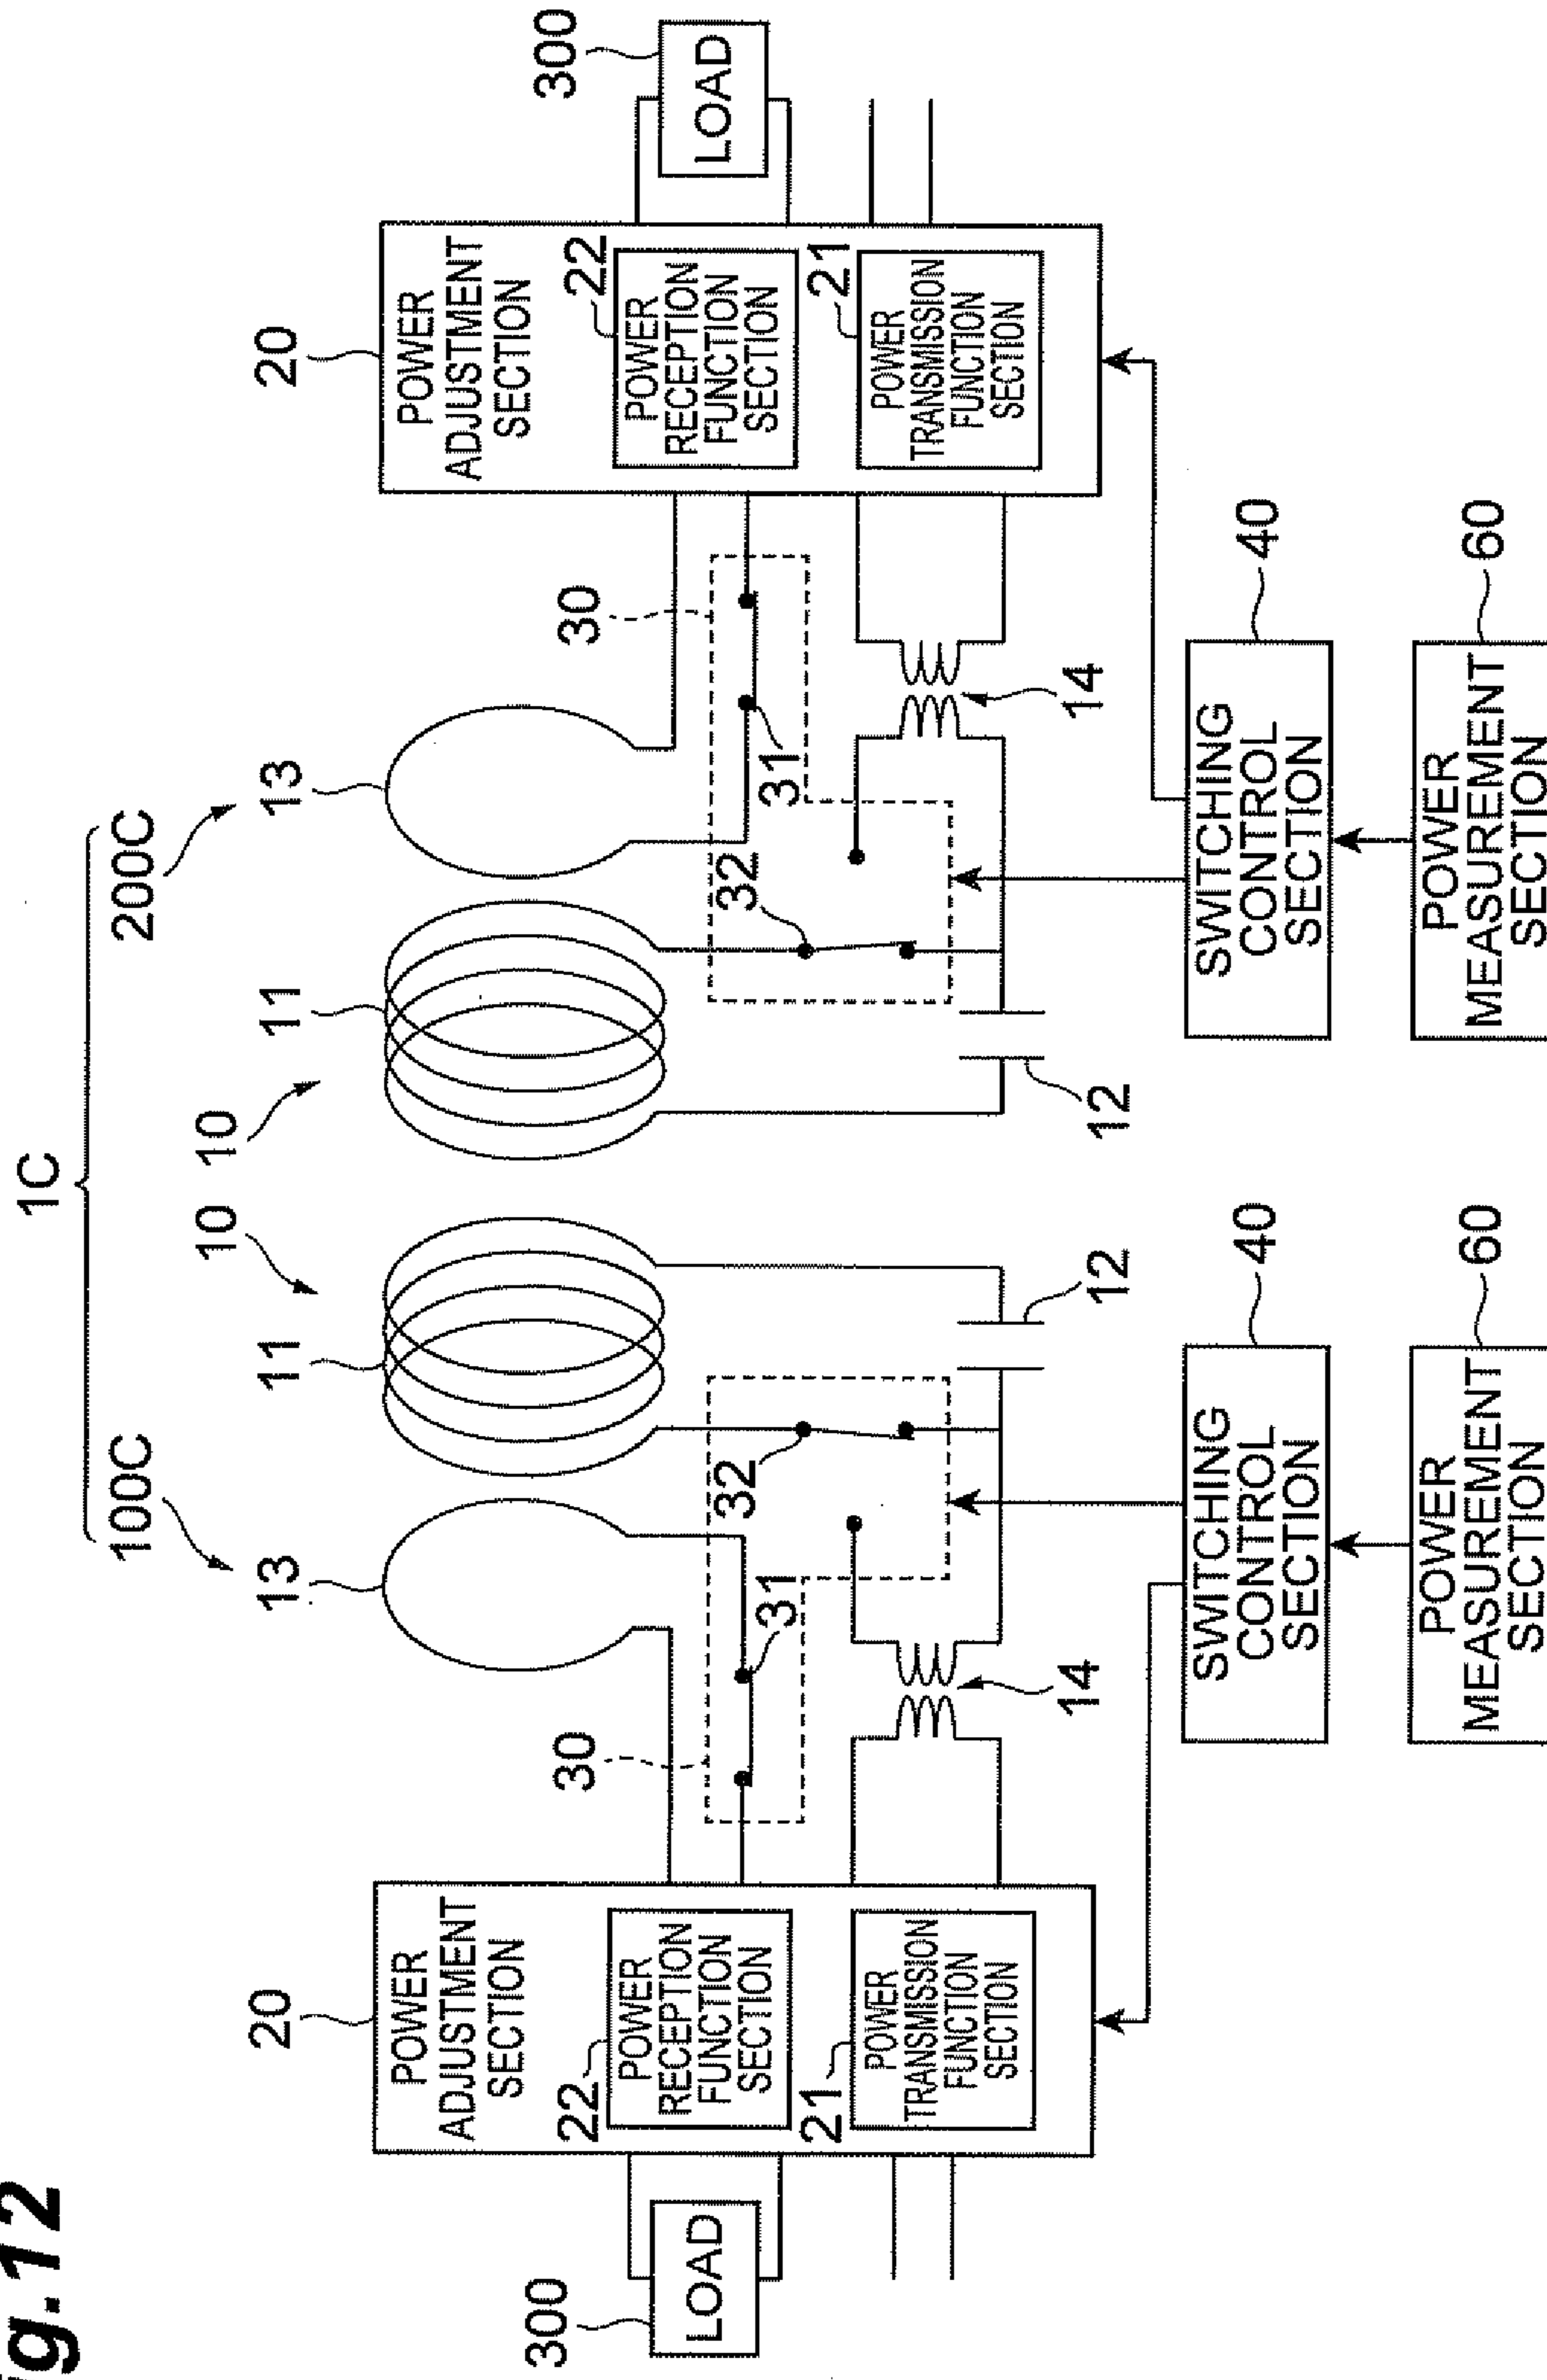 g.12
1C
100C
200C
10
10
13
11
11
13
20
POWER
ADJUSTMENT
SECTION
22
POWER
RECEPTION
FUNCTION
SECTION
21
POWER
TRANSMISSION
FUNCTION
SECTION
300
LOAD
30
31
32
14
12
12
32
31
30
14
20
POWER
ADJUSTMENT
SECTION
22
POWER
RECEPTION
FUNCTION
SECTION
21
POWER
TRANSMISSION
FUNCTION
SECTION
300
LOAD
40
SWITCHING
CONTROL
SECTION
60
POWER
MEASUREMENT
SECTION
40
SWITCHING
CONTROL
SECTION
60
POWER
MEASUREMENT
SECTION